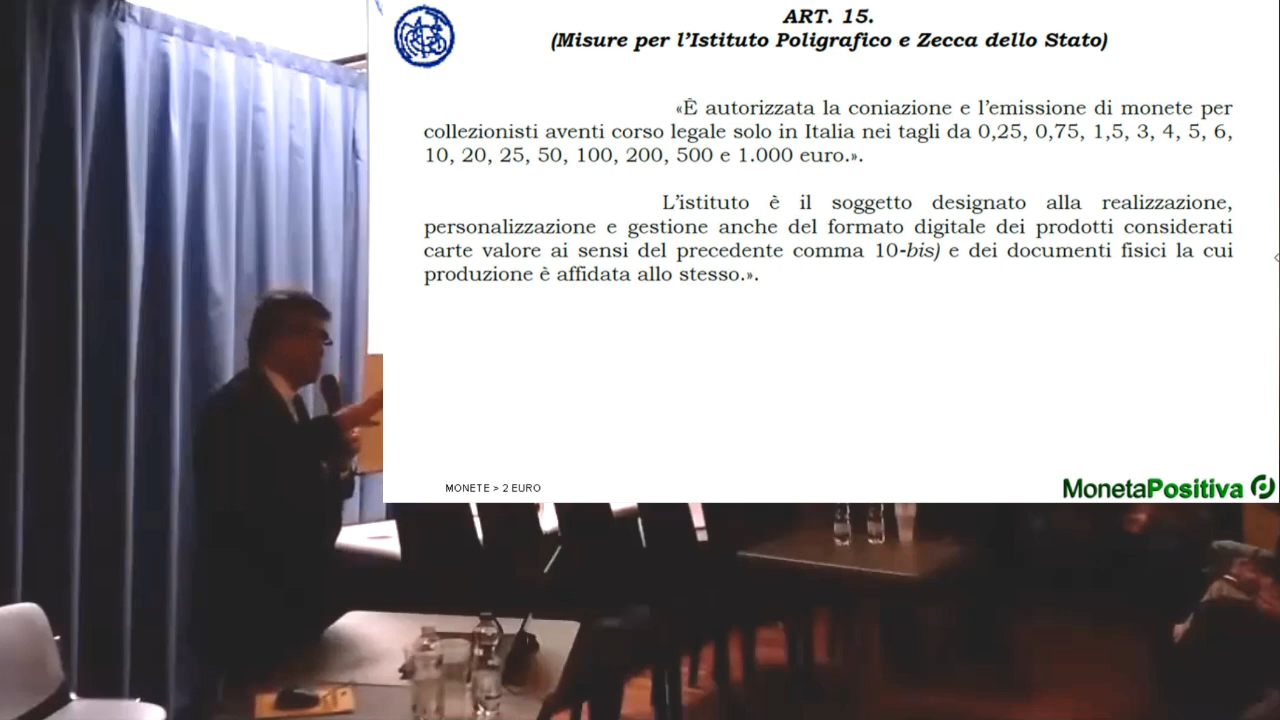 ART. 15.
(Misure per l'Istituto Poligrafico e Zecca dello Stato)
«È autorizzata la coniazione e l'emissione di monete per
collezionisti aventi corso legale solo in Italia nei tagli da 0,25, 0,75, 1,5, 3, 4, 5, 6,
10, 20, 25, 50, 100, 200, 500 e 1.000 euro.».
L'istituto è il soggetto designato alla realizzazione,
personalizzazione e gestione anche del formato digitale dei prodotti considerati
carte valore ai sensi del precedente comma 10-bis) e dei documenti fisici la cui
produzione è affidata allo stesso.».
MONETE > 2 EURO
MonetaPositiva